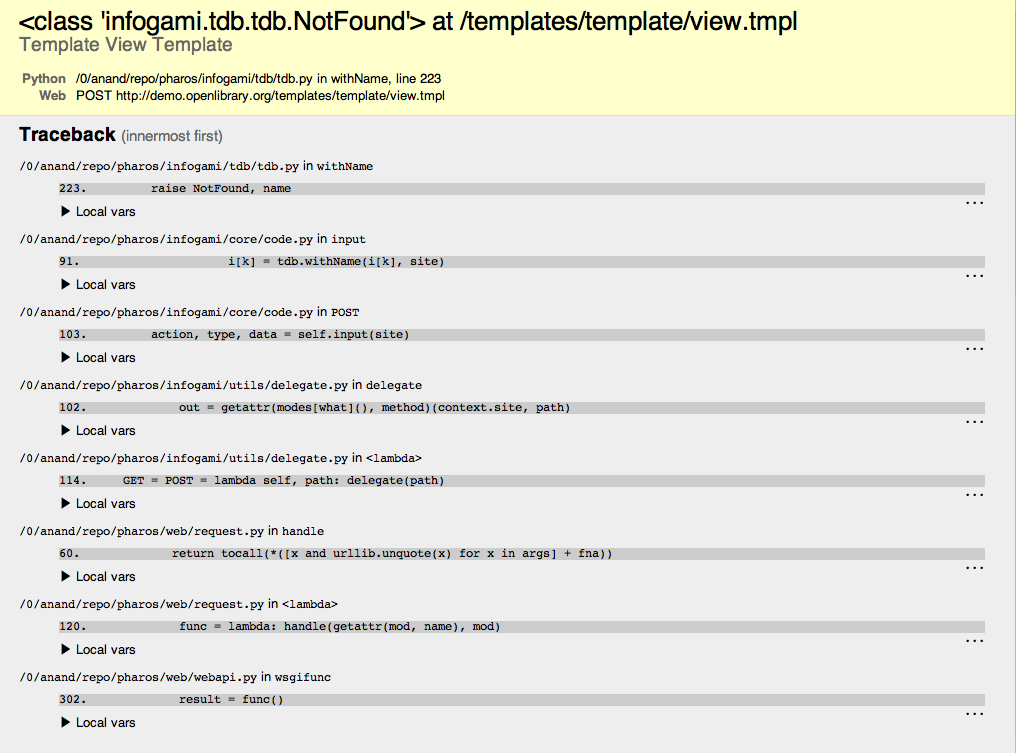 <class 'infogami.tdb.tdb.NotFound'> at /templates/template/view.tmpl
Template View Template
Python /0/anand/repo/pharos/infogami/tdb/tdb.py in withName, line 223
Web POST http://demo.openlibrary.org/templates/template/view.tmpl
Traceback (innermost first)
/0/anand/repo/pharos/infogami/tdb/tdb.py in withName
223. raise NotFound, name
...
▶ Local vars
/0/anand/repo/pharos/infogami/core/code.py in input
91. i[k] = tdb.withName(i[k], site)
...
▶ Local vars
/0/anand/repo/pharos/infogami/core/code.py in POST
103. action, type, data = self.input(site)
...
▶ Local vars
/0/anand/repo/pharos/infogami/utils/delegate.py in delegate
102. out = getattr(modes[what](), method)(context.site, path)
...
▶ Local vars
/0/anand/repo/pharos/infogami/utils/delegate.py in <lambda>
114. GET = POST = lambda self, path: delegate(path)
...
▶ Local vars
/0/anand/repo/pharos/web/request.py in handle
60. return tocall(*([x and urllib.unquote(x) for x in args] + fna))
...
▶ Local vars
/0/anand/repo/pharos/web/request.py in <lambda>
120. func = lambda: handle(getattr(mod, name), mod)
...
▶ Local vars
/0/anand/repo/pharos/web/webapi.py in wsgifunc
302. result = func()
...
▶ Local vars